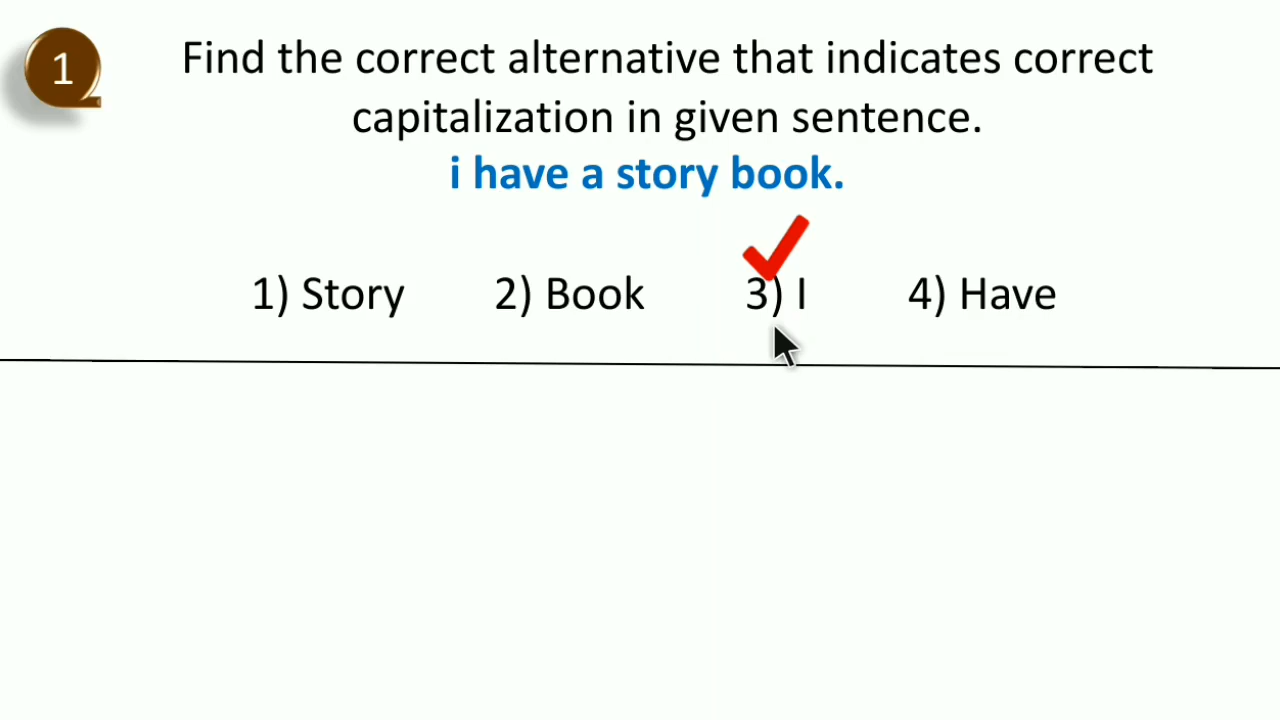 1
Find the correct alternative that indicates correct
capitalization in given sentence.
i have a story book.
1) Story 2) Book 3) I 4) Have